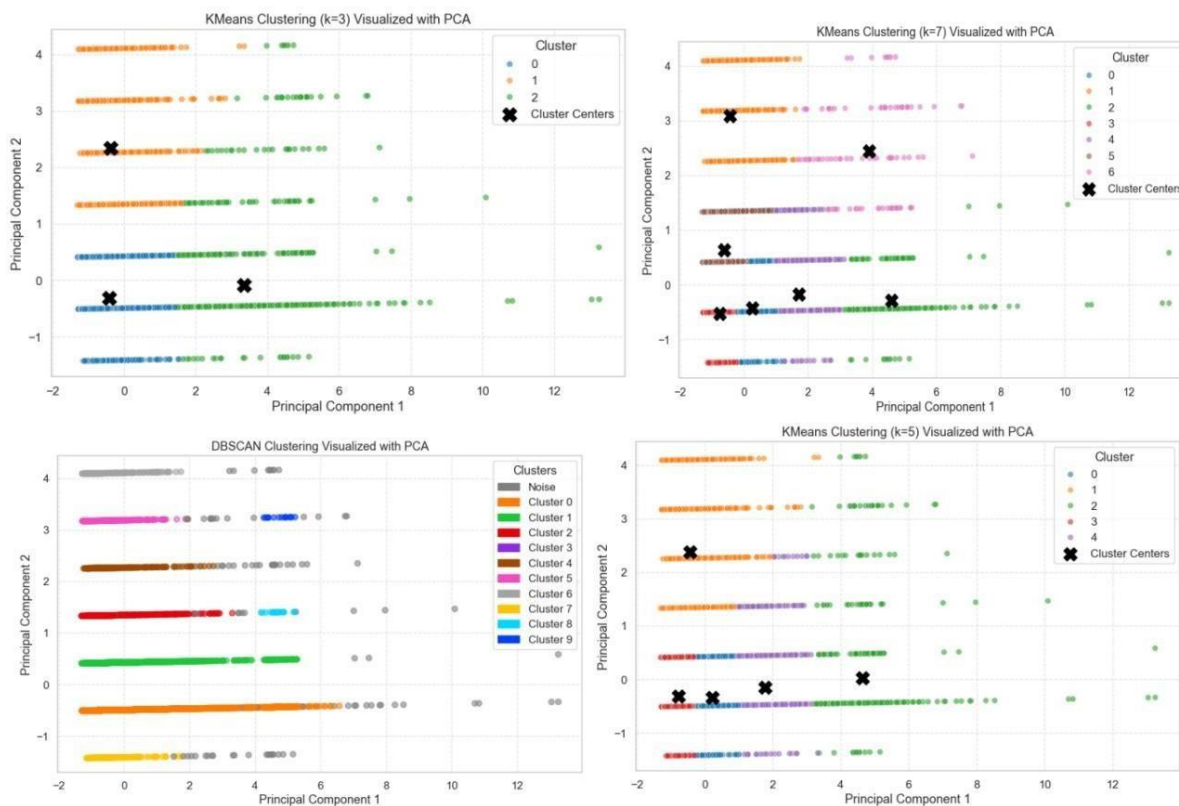 KMeans Clustering (k=3) Visualized with PCA
Principal Component 2
4
3
2
1
0
−1
−2
0
2
4
6
8
10
12
Principal Component 1
Cluster
0
1
2
Cluster Centers
KMeans Clustering (k=7) Visualized with PCA
Principal Component 2
4
3
2
1
0
−1
−2
0
2
4
6
8
10
12
Principal Component 1
Cluster
0
1
2
3
4
5
6
Cluster Centers
DBSCAN Clustering Visualized with PCA
Principal Component 2
4
3
2
1
0
−1
−2
0
2
4
6
8
10
12
Principal Component 1
Clusters
Noise
Cluster 0
Cluster 1
Cluster 2
Cluster 3
Cluster 4
Cluster 5
Cluster 6
Cluster 7
Cluster 8
Cluster 9
KMeans Clustering (k=5) Visualized with PCA
Principal Component 2
4
3
2
1
0
−1
−2
0
2
4
6
8
10
12
Principal Component 1
Cluster
0
1
2
3
4
Cluster Centers